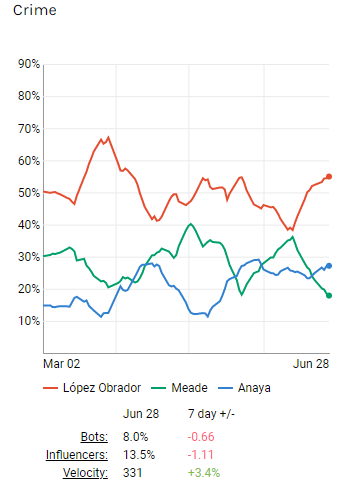 Crime
90%
80%
70%
60%
50%
40%
30%
20%
10%
Mar 02 Jun 28
López Obrador Meade Anaya
Jun 28 7 day +/-
Bots: 8.0% -0.66
Influencers: 13.5% -1.11
Velocity: 331 +3.4%